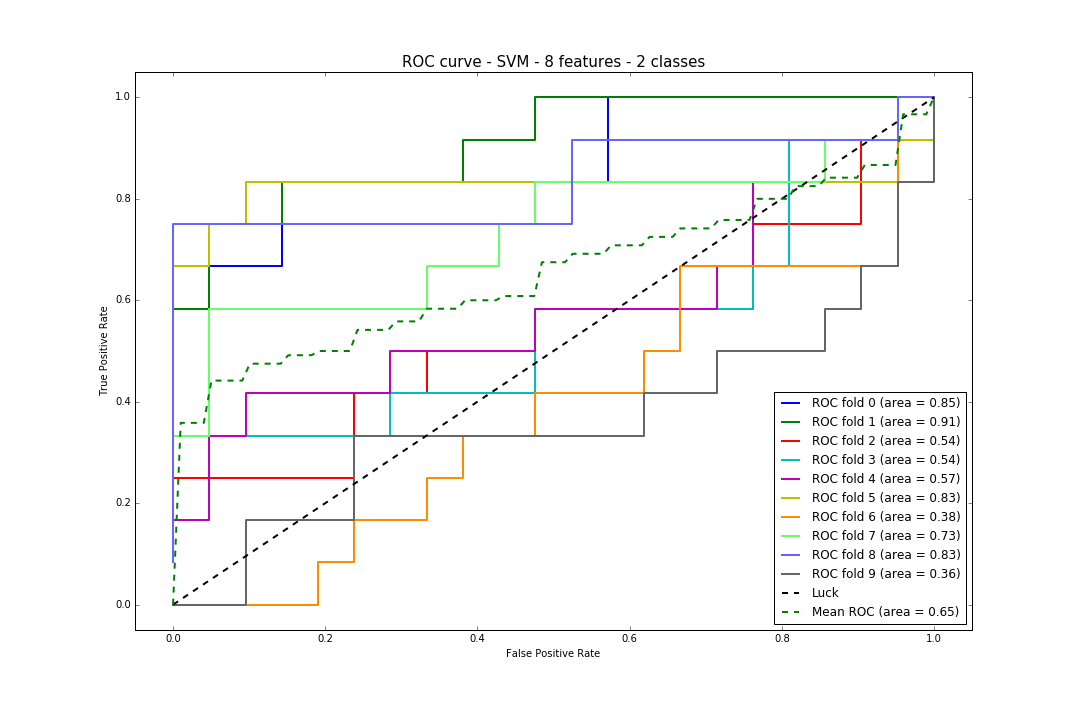 ROC curve - SVM - 8 features - 2 classes
1.0
0.8
0.6
0.4
0.2
0.0
True Positive Rate
0.0 0.2 0.4 0.6 0.8 1.0
False Positive Rate
ROC fold 0 (area = 0.85)
ROC fold 1 (area = 0.91)
ROC fold 2 (area = 0.54)
ROC fold 3 (area = 0.54)
ROC fold 4 (area = 0.57)
ROC fold 5 (area = 0.83)
ROC fold 6 (area = 0.38)
ROC fold 7 (area = 0.73)
ROC fold 8 (area = 0.83)
ROC fold 9 (area = 0.36)
Luck
Mean ROC (area = 0.65)